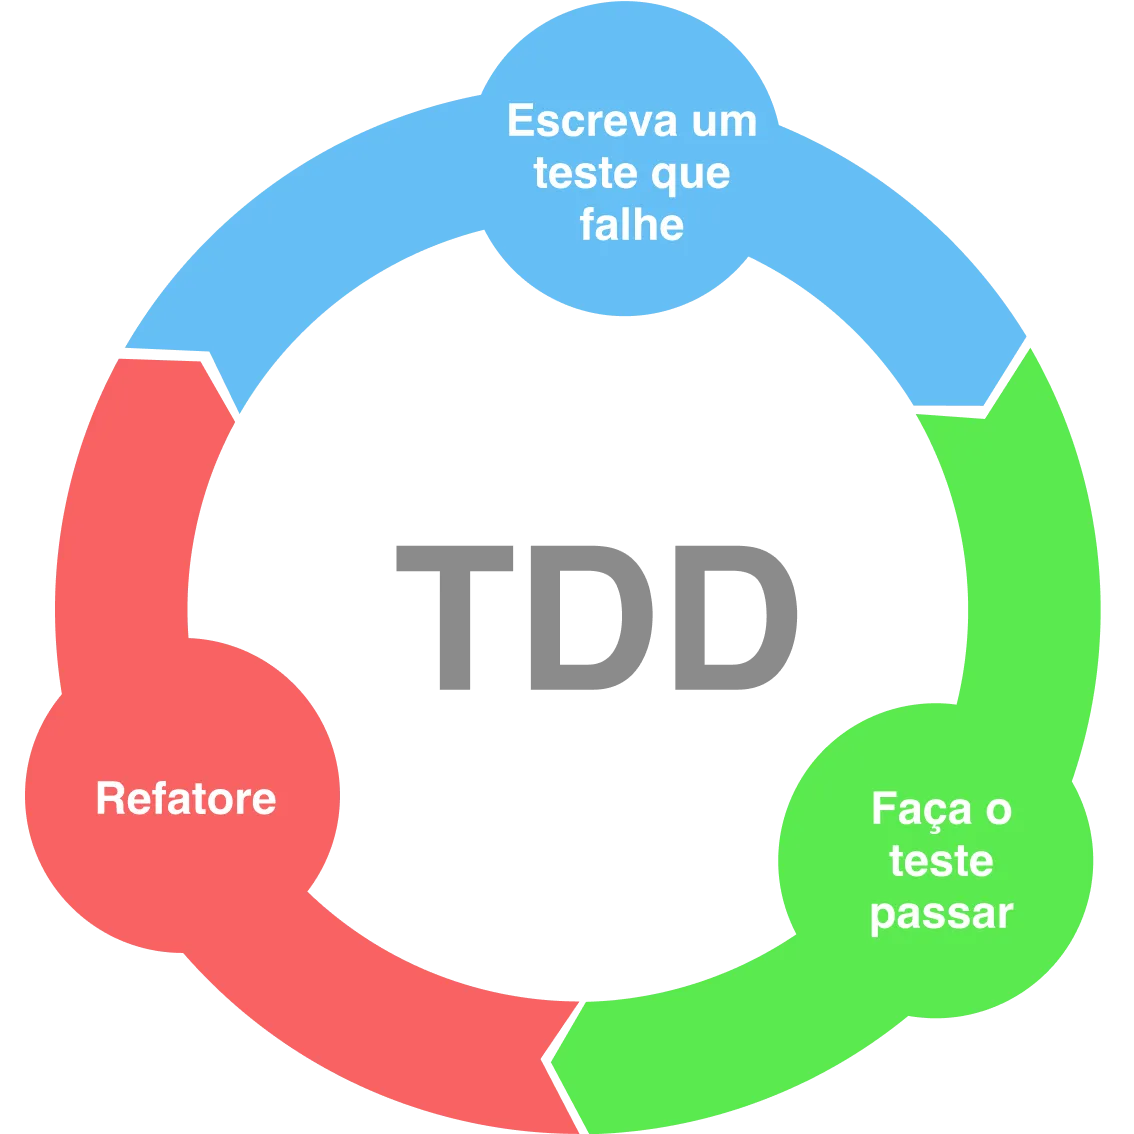 Escreva um
teste que
falhe
TDD
Refatore
Faça o
teste
passar